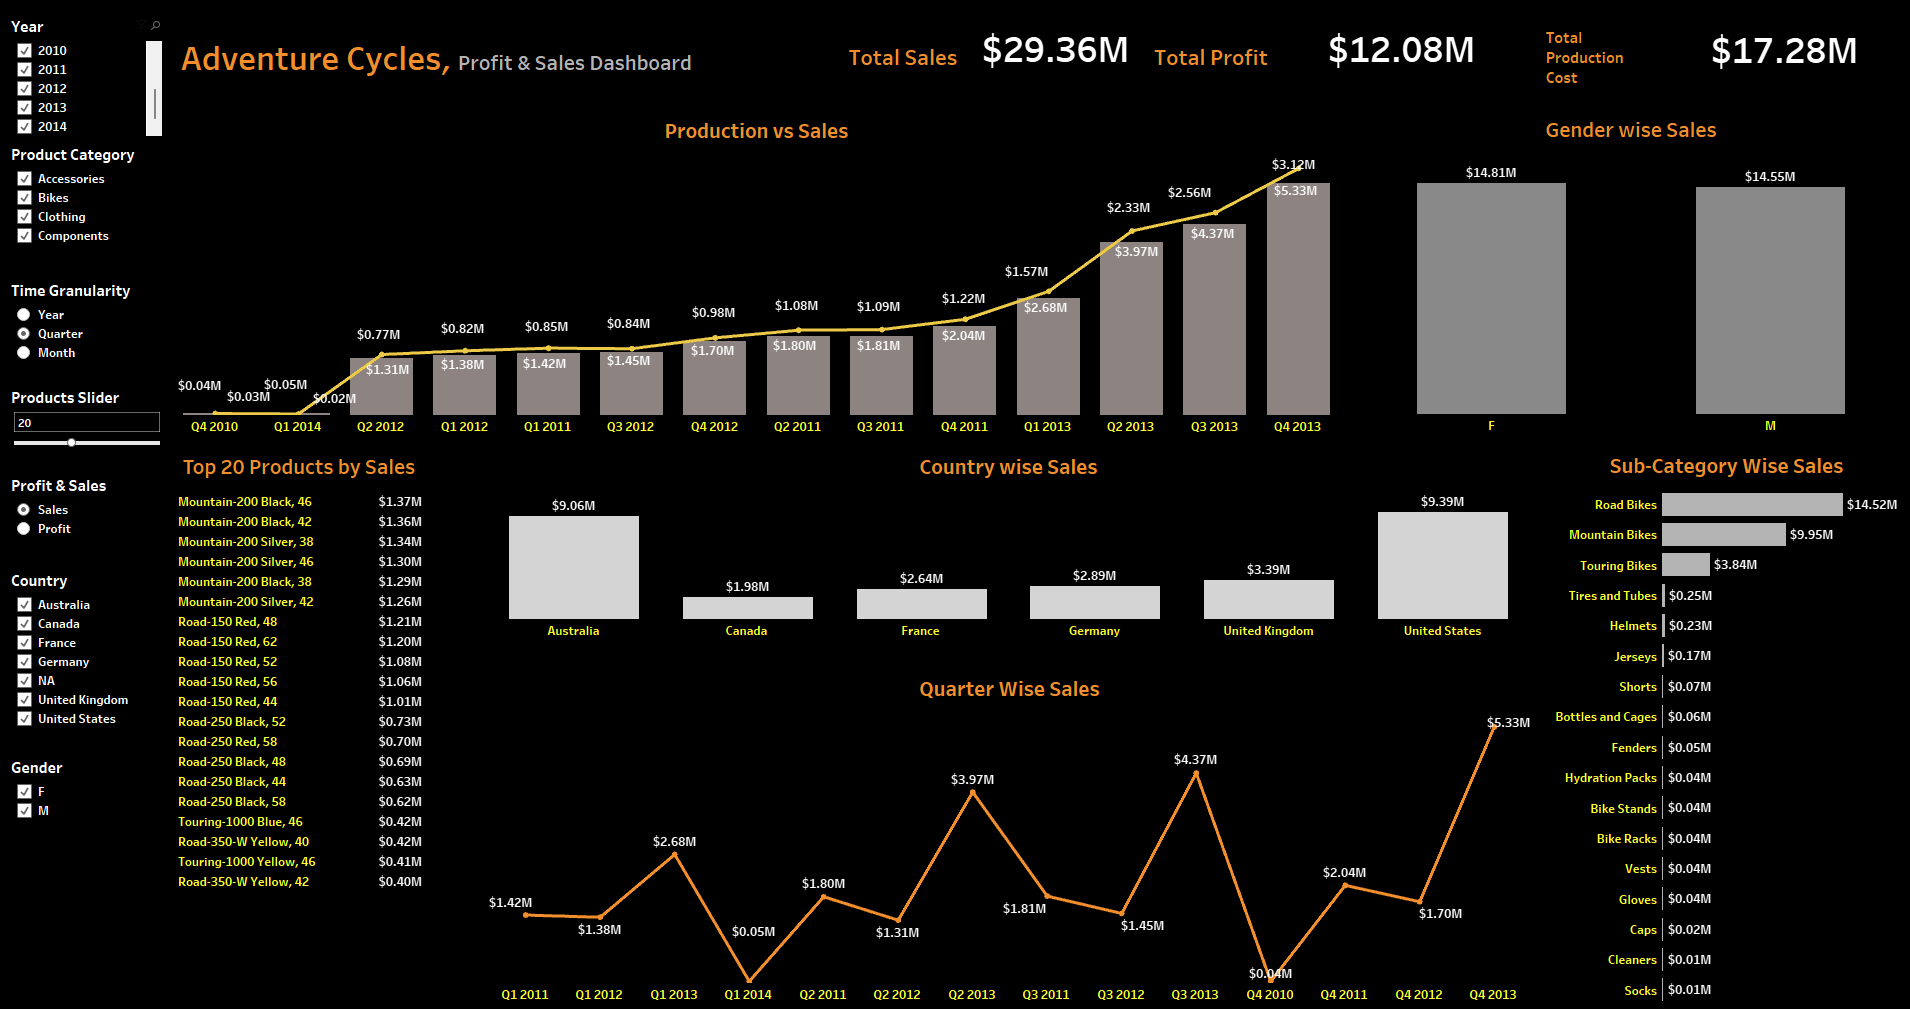 Year
2010
2011
2012
2013
2014
Product Category
Accessories
Bikes
Clothing
Components
Time Granularity
Year
Quarter
Month
Products Slider
20
Profit & Sales
Sales
Profit
Country
Australia
Canada
France
Germany
NA
United Kingdom
United States
Gender
F
M
Adventure Cycles, Profit & Sales Dashboard
Total Sales $29.36M
Total Profit $12.08M
Total
Production
Cost
$17.28M
Production vs Sales
$0.04M $0.03M $0.05M $0.02M $0.77M $0.82M $0.85M $0.84M $0.98M $1.08M $1.09M $1.22M $1.57M $2.33M $2.56M $3.12M
$1.31M $1.38M $1.42M $1.45M $1.70M $1.80M $1.81M $2.04M $2.68M $3.97M $4.37M $5.33M
Q4 2010 Q1 2014 Q2 2012 Q1 2012 Q1 2011 Q3 2012 Q4 2012 Q2 2011 Q3 2011 Q4 2011 Q1 2013 Q2 2013 Q3 2013 Q4 2013
Gender wise Sales
$14.81M $14.55M
F M
Top 20 Products by Sales
Mountain-200 Black, 46 $1.37M
Mountain-200 Black, 42 $1.36M
Mountain-200 Silver, 38 $1.34M
Mountain-200 Silver, 46 $1.30M
Mountain-200 Black, 38 $1.29M
Mountain-200 Silver, 42 $1.26M
Road-150 Red, 48 $1.21M
Road-150 Red, 62 $1.20M
Road-150 Red, 52 $1.08M
Road-150 Red, 56 $1.06M
Road-150 Red, 44 $1.01M
Road-250 Black, 52 $0.73M
Road-250 Red, 58 $0.70M
Road-250 Black, 48 $0.69M
Road-250 Black, 44 $0.63M
Road-250 Black, 58 $0.62M
Touring-1000 Blue, 46 $0.42M
Road-350-W Yellow, 40 $0.42M
Touring-1000 Yellow, 46 $0.41M
Road-350-W Yellow, 42 $0.40M
Country wise Sales
$9.06M $1.98M $2.64M $2.89M $3.39M $9.39M
Australia Canada France Germany United Kingdom United States
Quarter Wise Sales
$1.42M $1.38M $2.68M $0.05M $1.80M $1.31M $3.97M $1.81M $1.45M $4.37M $0.04M $2.04M $1.70M $5.33M
Q1 2011 Q1 2012 Q1 2013 Q1 2014 Q2 2011 Q2 2012 Q2 2013 Q3 2011 Q3 2012 Q3 2013 Q4 2010 Q4 2011 Q4 2012 Q4 2013
Sub-Category Wise Sales
Road Bikes $14.52M
Mountain Bikes $9.95M
Touring Bikes $3.84M
Tires and Tubes $0.25M
Helmets $0.23M
Jerseys $0.17M
Shorts $0.07M
Bottles and Cages $0.06M
Fenders $0.05M
Hydration Packs $0.04M
Bike Stands $0.04M
Bike Racks $0.04M
Vests $0.04M
Gloves $0.04M
Caps $0.02M
Cleaners $0.01M
Socks $0.01M